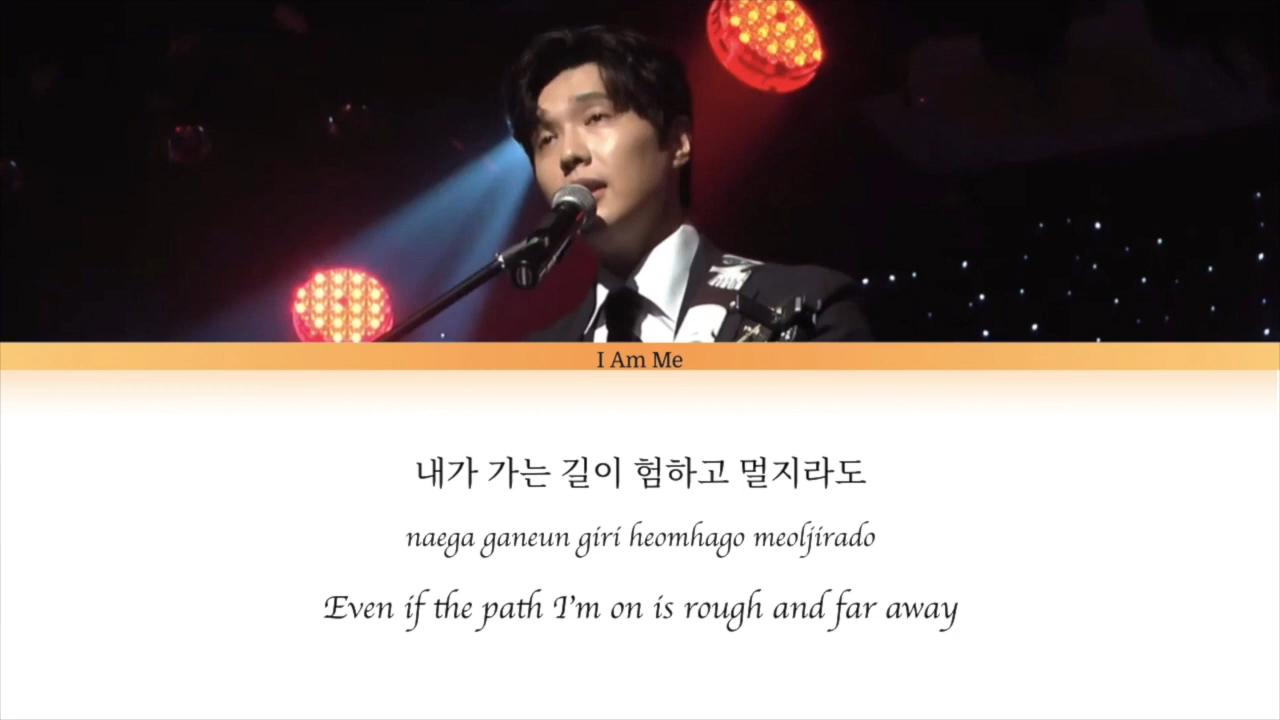 I Am Me
내가 가는 길이 험하고 멀지라도
naega ganeun giri heomhago meoljirado
Even if the path I'm on is rough and far away